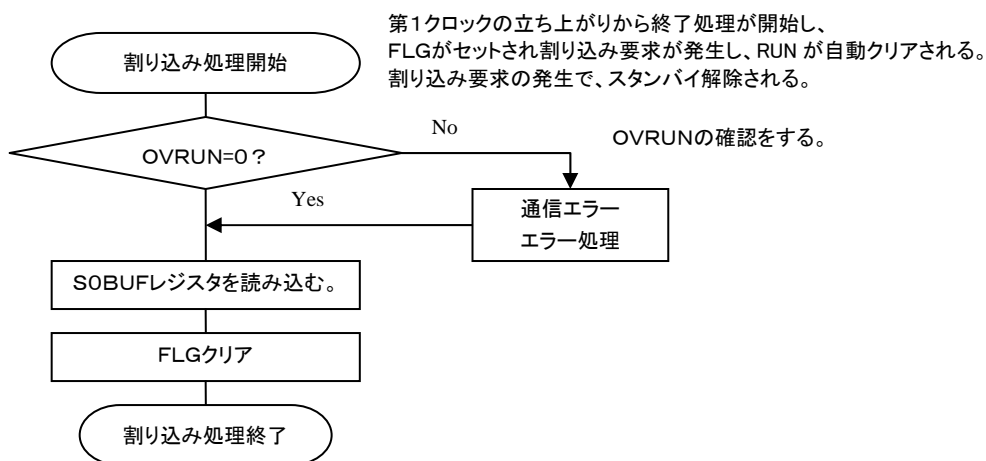 第1クロックの立ち上がりから終了処理が開始し、
FLGがセットされ割り込み要求が発生し、RUN が自動クリアされる。
割り込み要求の発生で、スタンバイ解除される。
割り込み処理開始
No
OVRUNの確認をする。
OVRUN=0?
Yes
通信エラー
エラー処理
S0BUFレジスタを読み込む。
FLGクリア
割り込み処理終了